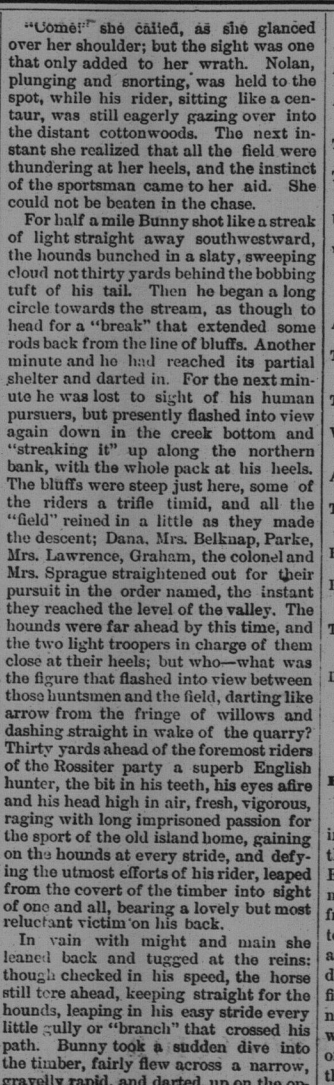 "Come!" she called, as she glanced
over her shoulder; but the sight was one
that only added to her wrath. Nolan,
plunging and snorting, was held to the
spot, while his rider, sitting like a cen-
taur, was still eagerly gazing over into
the distant cottonwoods. The next in-
stant she realized that all the field were
thundering at her heels, and the instinct
of the sportsman came to her aid. She
could not be beaten in the chase.
For half a mile Bunny shot like a streak
of light straight away southwestward,
the hounds bunched in a slaty, sweeping
cloud not thirty yards behind the bobbing
tuft of his tail. Then he began a long
circle towards the stream, as though to
head for a "break" that extended some
rods back from the line of bluffs. Another
minute and he had reached its partial
shelter and darted in. For the next min-
ute he was lost to sight of his human
pursuers, but presently flashed into view
again down in the creek bottom and
"streaking it" up along the northern
bank, with the whole pack at his heels.
The bluffs were steep just here, some of
the riders a trifle timid, and all the
"field" reined in a little as they made
the descent; Dana, Mrs. Belknap, Parke,
Mrs. Lawrence, Graham, the colonel and
Mrs. Sprague straightened out for their
pursuit in the order named, the instant
they reached the level of the valley. The
hounds were far ahead by this time, and
the two light troopers in charge of them
close at their heels; but who—what was
the figure that flashed into view between
those huntsmen and the field, darting like
arrow from the fringe of willows and
dashing straight in wake of the quarry?
Thirty yards ahead of the foremost riders
of the Rossiter party a superb English
hunter, the bit in his teeth, his eyes afire
and his head high in air, fresh, vigorous,
raging with long imprisoned passion for
the sport of the old island home, gaining
on the hounds at every stride, and defy-
ing the utmost efforts of his rider, leaped
from the covert of the timber into sight
of one and all, bearing a lovely but most
reluctant victim on his back.
In vain with might and main she
leaned back and tugged at the reins:
though checked in his speed, the horse
still tore ahead, keeping straight for the
hounds, leaping in his easy stride every
little gully or "branch" that crossed his
path. Bunny took a sudden dive into
the timber, fairly flew across a narrow,
gravelly rapid, and darted up on the op-